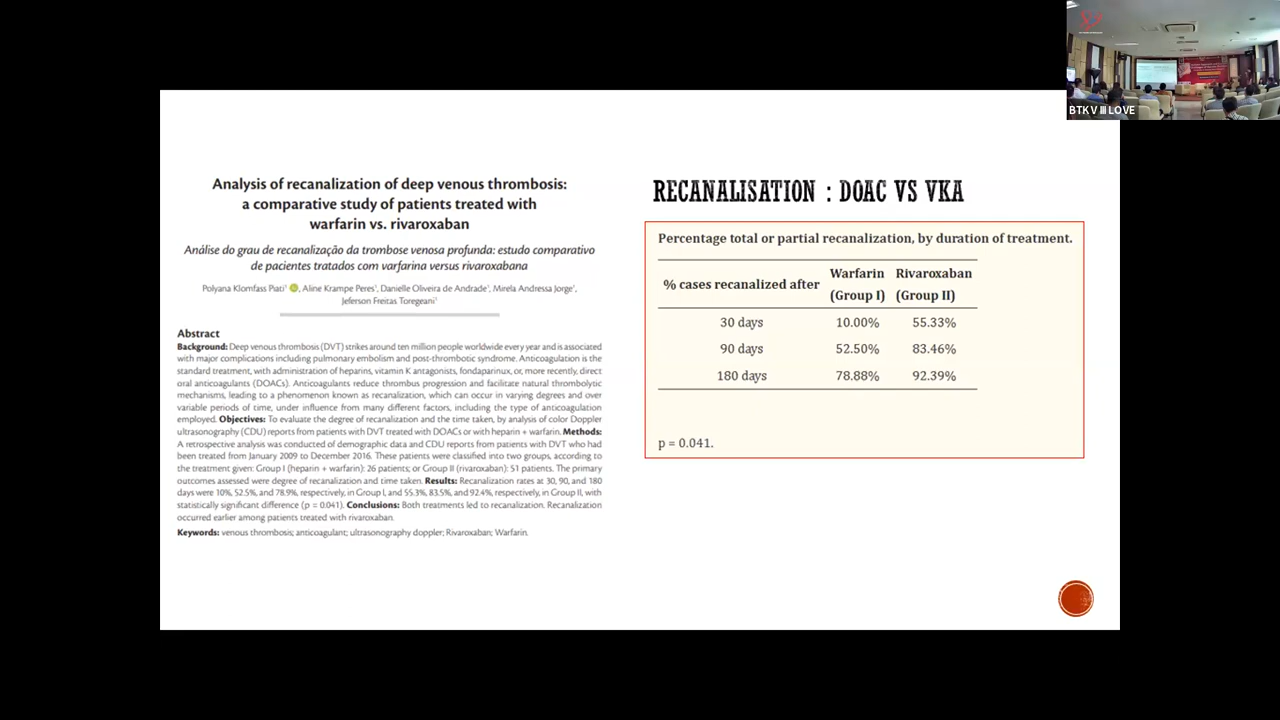 BTKV III LOVE
Analysis of recanalization of deep venous thrombosis:
a comparative study of patients treated with
warfarin vs. rivaroxaban
Análise do grau de recanalização da trombose venosa profunda: estudo comparativo
de pacientes tratados com varfarina versus rivaroxabana
Polyana Klomfass Piati¹, Aline Krampe Peres¹, Danielle Oliveira de Andrade¹, Mirela Andressa Jorge¹,
Jeferson Freitas Toregeani¹
Abstract
Background: Deep venous thrombosis (DVT) strikes around ten million people worldwide every year and is associated
with major complications including pulmonary embolism and post-thrombotic syndrome. Anticoagulation is the
standard treatment, with administration of heparins, vitamin K antagonists, fondaparinux, or, more recently, direct
oral anticoagulants (DOACs). Anticoagulants reduce thrombus progression and facilitate natural thrombolytic
mechanisms, leading to a phenomenon known as recanalization, which can occur in varying degrees and over
variable periods of time, under influence from many different factors, including the type of anticoagulation
employed. Objectives: To evaluate the degree of recanalization and the time taken, by analysis of color Doppler
ultrasonography (CDU) reports from patients with DVT treated with DOACs or with heparin + warfarin. Methods:
A retrospective analysis was conducted of demographic data and CDU reports from patients with DVT who had
been treated from January 2009 to December 2016. These patients were classified into two groups, according to
the treatment given: Group I (heparin + warfarin): 26 patients; or Group II (rivaroxaban): 51 patients. The primary
outcomes assessed were degree of recanalization and time taken. Results: Recanalization rates at 30, 90, and 180
days were 10%, 52.5%, and 78.9%, respectively, in Group I, and 55.3%, 83.5%, and 92.4%, respectively, in Group II, with
statistically significant difference (p = 0.041). Conclusions: Both treatments led to recanalization. Recanalization
occurred earlier among patients treated with rivaroxaban.
Keywords: venous thrombosis; anticoagulant; ultrasonography doppler; Rivaroxaban; Warfarin.
RECANALISATION : DOAC VS VKA
Percentage total or partial recanalization, by duration of treatment.
% cases recanalized after Warfarin (Group I) Rivaroxaban (Group II)
30 days 10.00% 55.33%
90 days 52.50% 83.46%
180 days 78.88% 92.39%
p = 0.041.